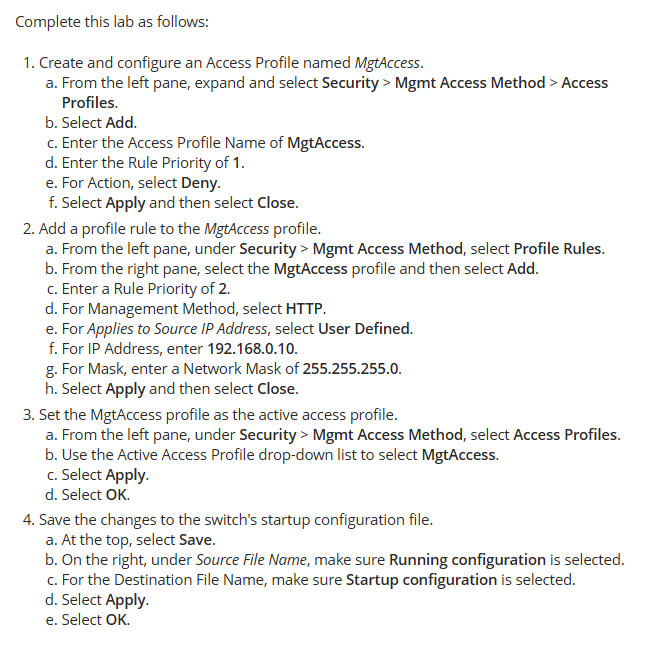 Complete this lab as follows:
1. Create and configure an Access Profile named MgtAccess.
a. From the left pane, expand and select Security > Mgmt Access Method > Access
Profiles.
b. Select Add.
c. Enter the Access Profile Name of MgtAccess.
d. Enter the Rule Priority of 1.
e. For Action, select Deny.
f. Select Apply and then select Close.
2. Add a profile rule to the MgtAccess profile.
a. From the left pane, under Security > Mgmt Access Method, select Profile Rules.
b. From the right pane, select the MgtAccess profile and then select Add.
c. Enter a Rule Priority of 2.
d. For Management Method, select HTTP.
e. For Applies to Source IP Address, select User Defined.
f. For IP Address, enter 192.168.0.10.
g. For Mask, enter a Network Mask of 255.255.255.0.
h. Select Apply and then select Close.
3. Set the MgtAccess profile as the active access profile.
a. From the left pane, under Security > Mgmt Access Method, select Access Profiles.
b. Use the Active Access Profile drop-down list to select MgtAccess.
c. Select Apply.
d. Select OK.
4. Save the changes to the switch's startup configuration file.
a. At the top, select Save.
b. On the right, under Source File Name, make sure Running configuration is selected.
c. For the Destination File Name, make sure Startup configuration is selected.
d. Select Apply.
e. Select OK.